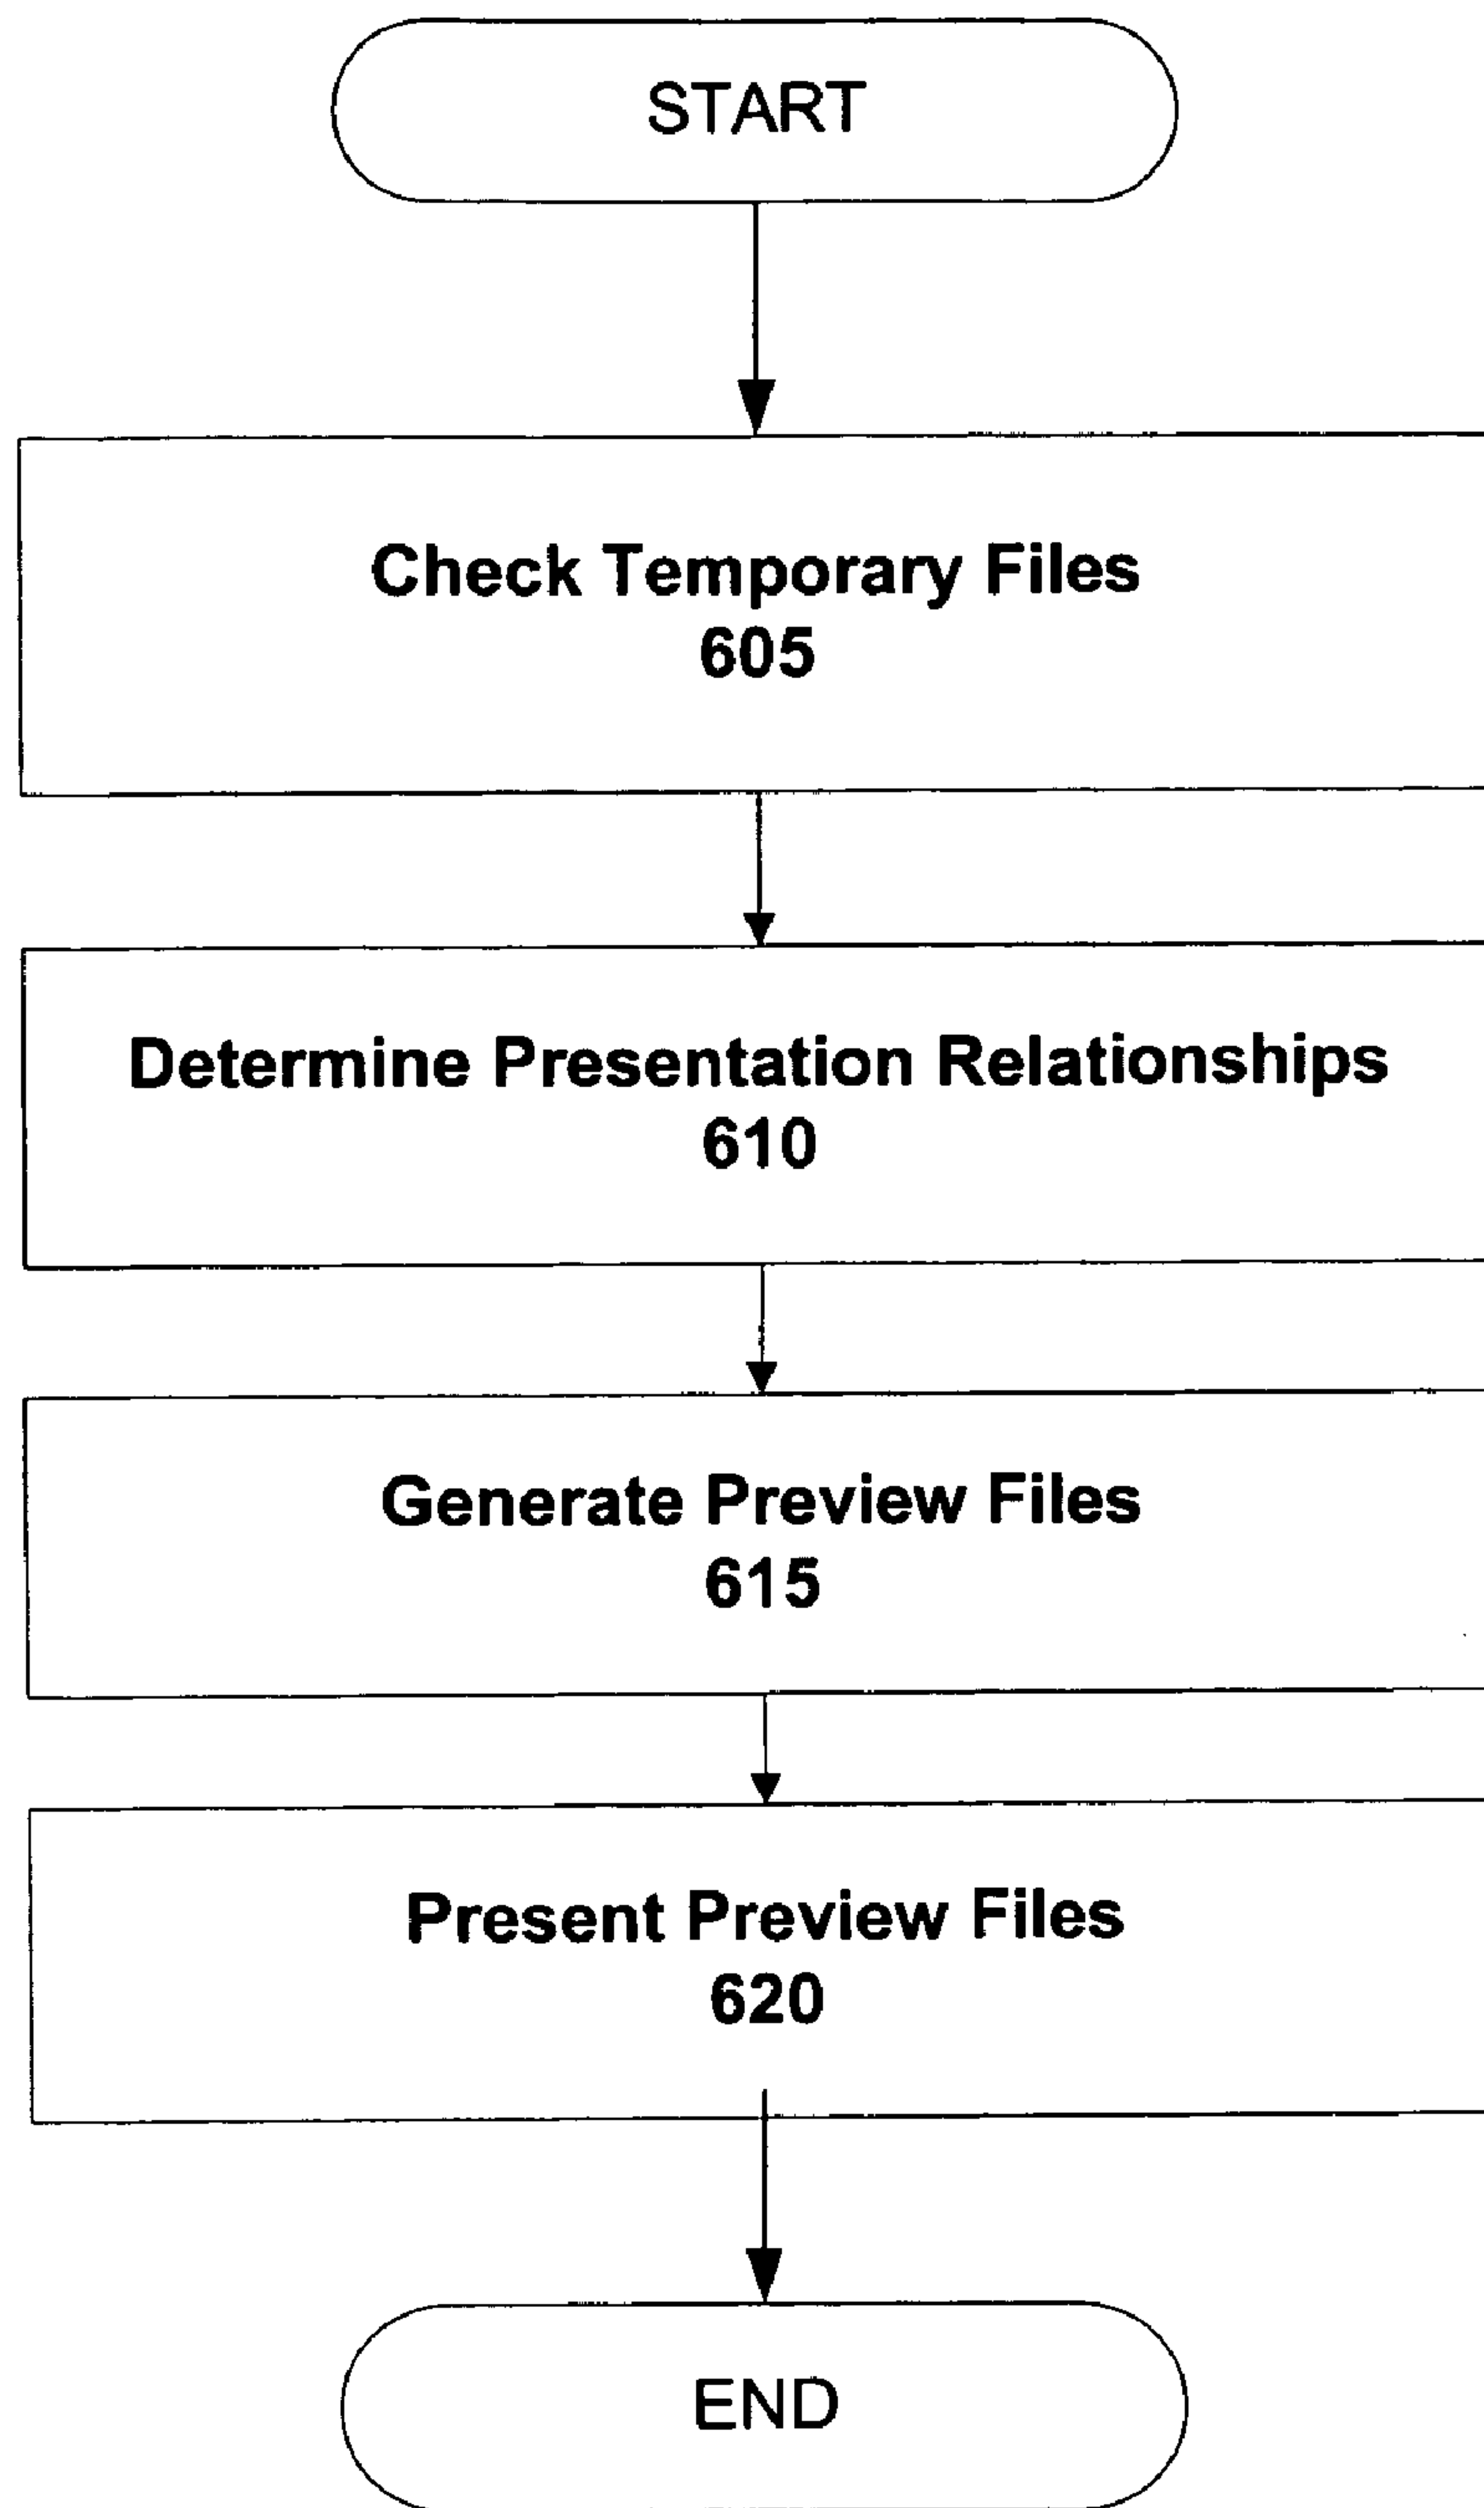 START
Check Temporary Files
605
Determine Presentation Relationships
610
Generate Preview Files
615
Present Preview Files
620
END